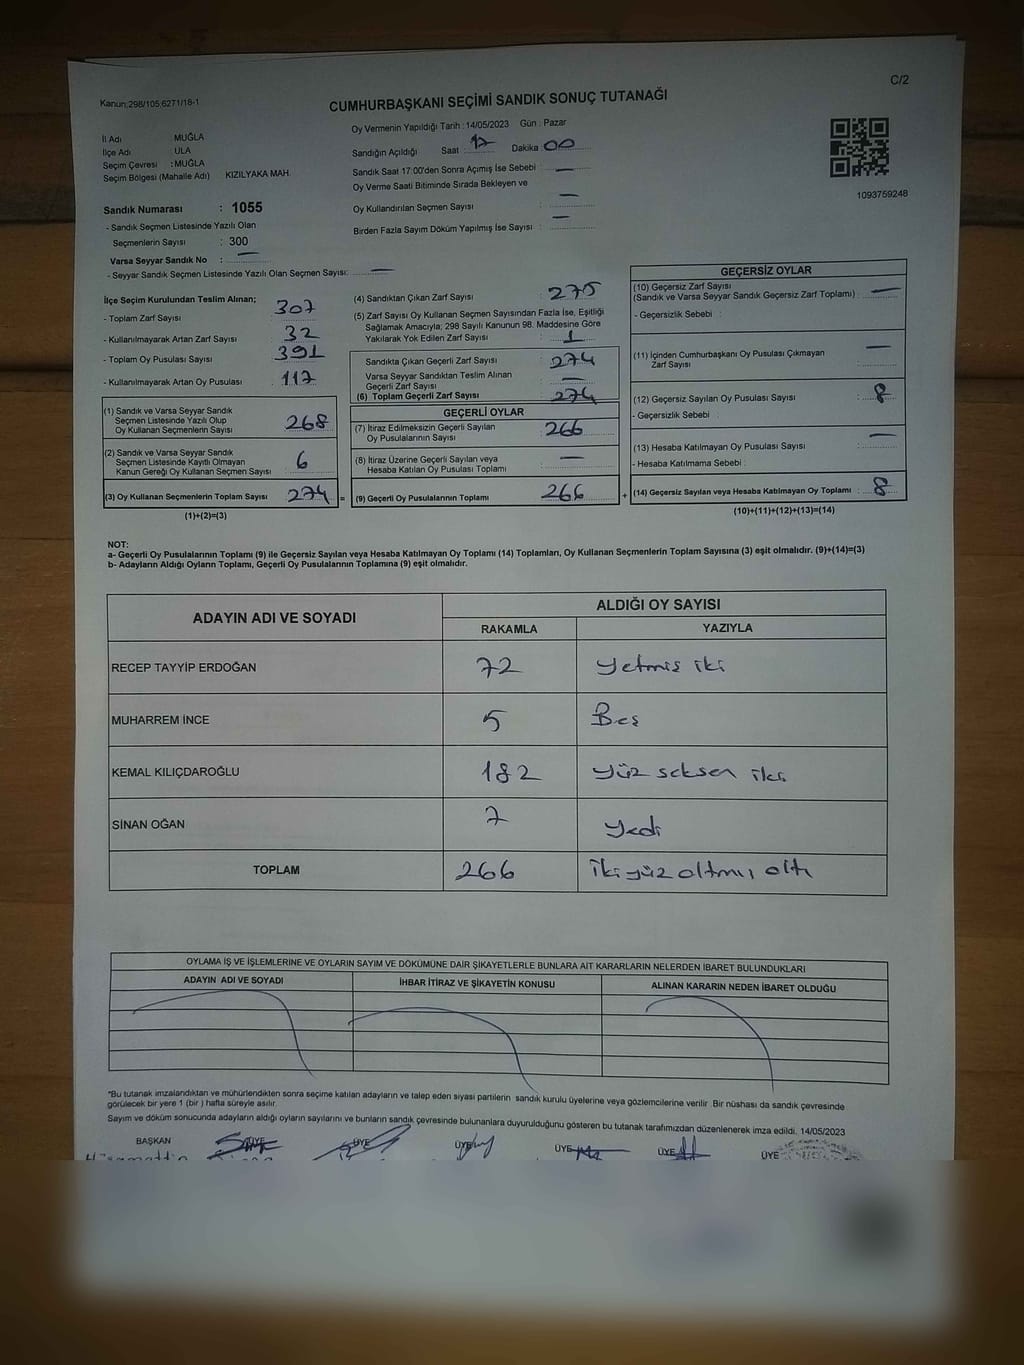 C/2
Kanun;298/105,6271/18-1
CUMHURBAŞKANI SEÇİMİ SANDIK SONUÇ TUTANAĞI
İl Adı MUĞLA
İlçe Adı : ULA
Seçim Çevresi : MUĞLA
Seçim Bölgesi (Mahalle Adı) KIZILYAKA MAH.
Sandık Numarası : 1055
- Sandık Seçmen Listesinde Yazılı Olan
Seçmenlerin Sayısı : 300
Varsa Seyyar Sandık No : —
- Seyyar Sandık Seçmen Listesinde Yazılı Olan Seçmen Sayısı: —
Oy Vermenin Yapıldığı Tarih : 14/05/2023 Gün : Pazar
Sandığın Açıldığı Saat : 17 Dakika 00
Sandık Saat 17:00'den Sonra Açımış İse Sebebi : —
Oy Verme Saati Bitiminde Sırada Bekleyen ve
Oy Kullandırılan Seçmen Sayısı : —
Birden Fazla Sayım Döküm Yapılmış İse Sayısı : —
1093759248
İlçe Seçim Kurulundan Teslim Alınan;
- Toplam Zarf Sayısı 307
- Kullanılmayarak Artan Zarf Sayısı 32
- Toplam Oy Pusulası Sayısı 391
- Kullanılmayarak Artan Oy Pusulası 117
(1) Sandık ve Varsa Seyyar Sandık
Seçmen Listesinde Yazılı Olup
Oy Kullanan Seçmenlerin Sayısı 268
(2) Sandık ve Varsa Seyyar Sandık
Seçmen Listesinde Kayıtlı Olmayan
Kanun Gereği Oy Kullanan Seçmen Sayısı 6
(3) Oy Kullanan Seçmenlerin Toplam Sayısı 274 =
(1)+(2)=(3)
(4) Sandıktan Çıkan Zarf Sayısı : 275
(5) Zarf Sayısı Oy Kullanan Seçmen Sayısından Fazla İse, Eşitliği
Sağlamak Amacıyla; 298 Sayılı Kanunun 98. Maddesine Göre
Yakılarak Yok Edilen Zarf Sayısı : 1
Sandıkta Çıkan Geçerli Zarf Sayısı : 274
Varsa Seyyar Sandıktan Teslim Alınan
Geçerli Zarf Sayısı : —
(6) Toplam Geçerli Zarf Sayısı : 274
GEÇERLİ OYLAR
(7) İtiraz Edilmeksizin Geçerli Sayılan
Oy Pusulalarının Sayısı : 266
(8) İtiraz Üzerine Geçerli Sayılan veya
Hesaba Katılan Oy Pusulası Toplamı : —
(9) Geçerli Oy Pusulalarının Toplamı 266 +
GEÇERSİZ OYLAR
(10) Geçersiz Zarf Sayısı
(Sandık ve Varsa Seyyar Sandık Geçersiz Zarf Toplamı) : —
- Geçersizlik Sebebi :
(11) İçinden Cumhurbaşkanı Oy Pusulası Çıkmayan
Zarf Sayısı : —
(12) Geçersiz Sayılan Oy Pusulası Sayısı : 8
- Geçersizlik Sebebi :
(13) Hesaba Katılmayan Oy Pusulası Sayısı : —
- Hesaba Katılmama Sebebi :
(14) Geçersiz Sayılan veya Hesaba Katılmayan Oy Toplamı : 8
(10)+(11)+(12)+(13)=(14)
NOT:
a- Geçerli Oy Pusulalarının Toplamı (9) ile Geçersiz Sayılan veya Hesaba Katılmayan Oy Toplamı (14) Toplamları, Oy Kullanan Seçmenlerin Toplam Sayısına (3) eşit olmalıdır. (9)+(14)=(3)
b- Adayların Aldığı Oyların Toplamı, Geçerli Oy Pusulalarının Toplamına (9) eşit olmalıdır.
ADAYIN ADI VE SOYADI ALDIĞI OY SAYISI
RAKAMLA YAZIYLA
RECEP TAYYİP ERDOĞAN 72 Yetmiş iki
MUHARREM İNCE 5 Beş
KEMAL KILIÇDAROĞLU 182 yüz seksen iki
SİNAN OĞAN 7 Yedi
TOPLAM 266 iki yüz altmış altı
OYLAMA İŞ VE İŞLEMLERİNE VE OYLARIN SAYIM VE DÖKÜMÜNE DAİR ŞİKAYETLERLE BUNLARA AİT KARARLARIN NELERDEN İBARET BULUNDUKLARI
ADAYIN ADI VE SOYADI İHBAR İTİRAZ VE ŞİKAYETİN KONUSU ALINAN KARARIN NEDEN İBARET OLDUĞU
*Bu tutanak imzalandıktan ve mühürlendikten sonra seçime katılan adayların ve talep eden siyasi partilerin sandık kurulu üyelerine veya gözlemcilerine verilir .Bir nüshası da sandık çevresinde
görülecek bir yere 1 (bir ) hafta süreyle asılır.
Sayım ve döküm sonucunda adayların aldığı oyların sayılarını ve bunların sandık çevresinde bulunanlara duyurulduğunu gösteren bu tutanak tarafımızdan düzenlenerek imza edildi. 14/05/2023
BAŞKAN ÜYE ÜYE ÜYE ÜYE ÜYE ÜYE